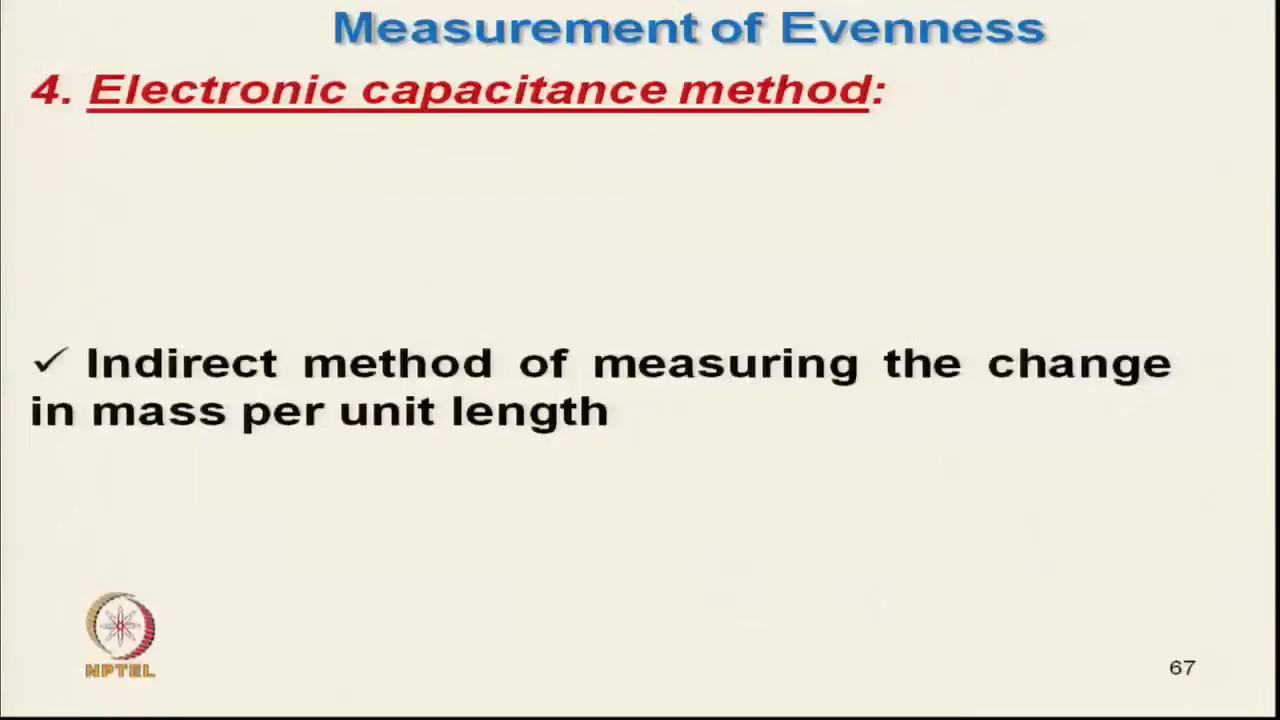 Measurement of Evenness
4. Electronic capacitance method:
✓ Indirect method of measuring the change
in mass per unit length
NPTEL
67